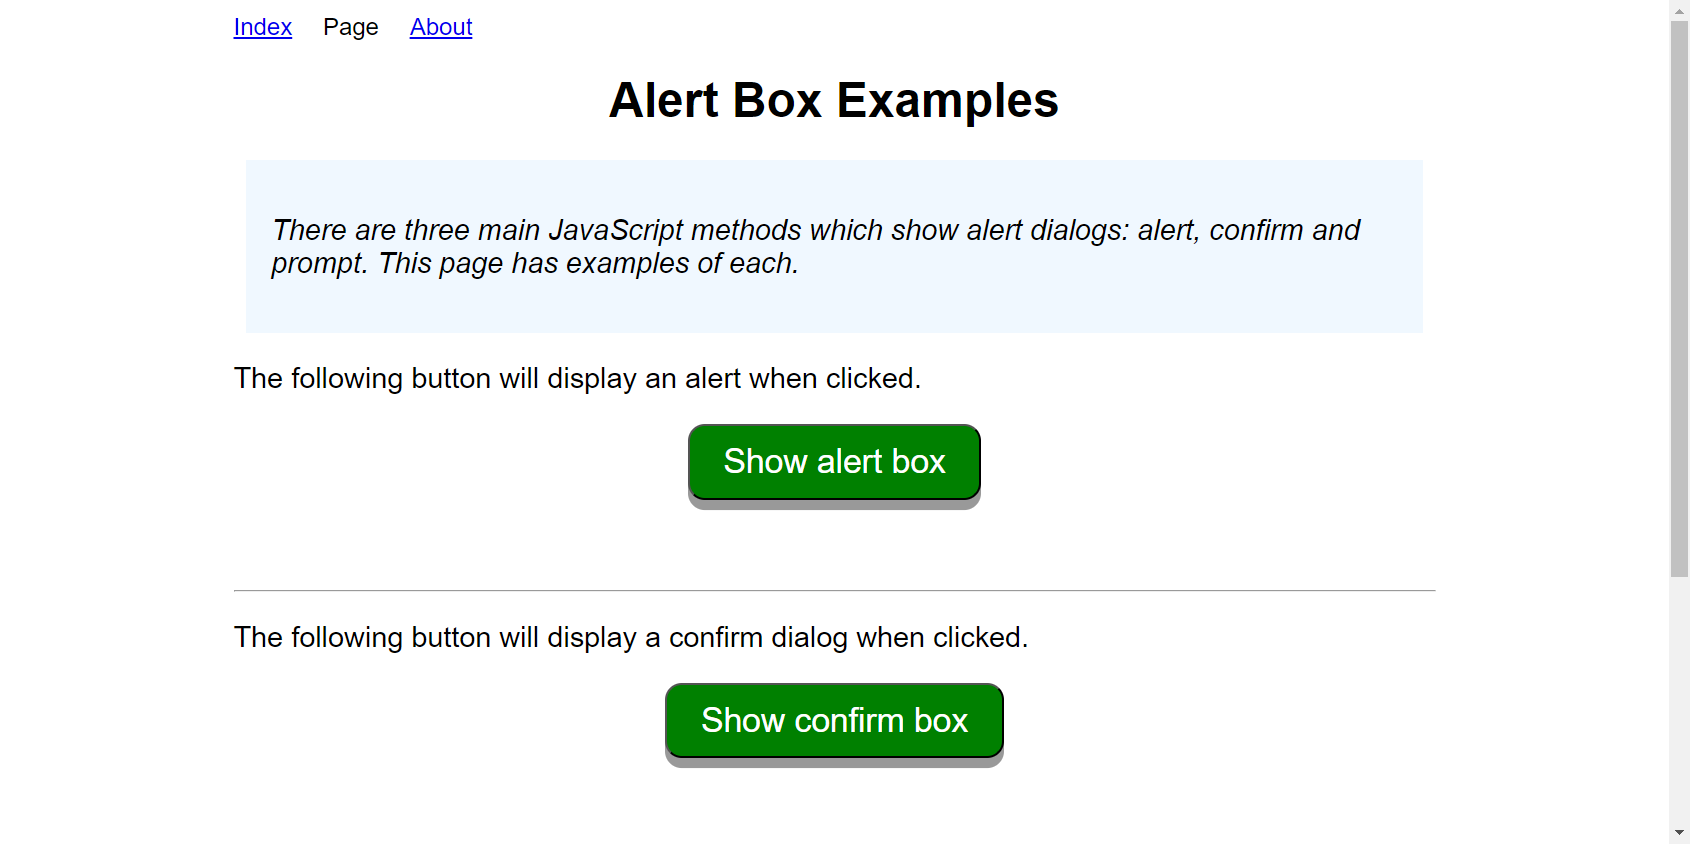 Index Page About
Alert Box Examples
There are three main JavaScript methods which show alert dialogs: alert, confirm and
prompt. This page has examples of each.
The following button will display an alert when clicked.
Show alert box
The following button will display a confirm dialog when clicked.
Show confirm box